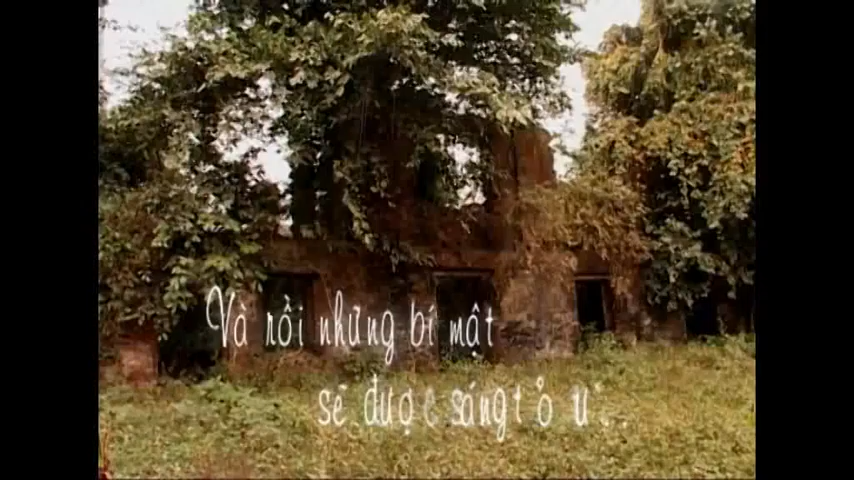 Và rồi những bí mật
sẽ được sáng tỏ